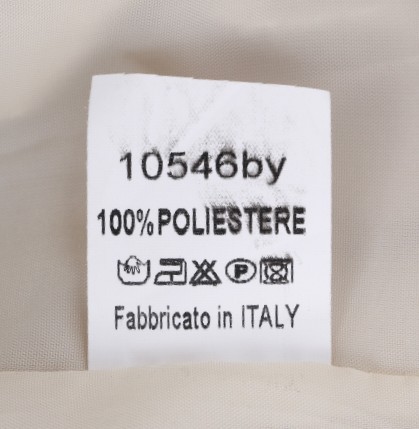 10546by
100% POLIESTERE
P
Fabbricato in ITALY